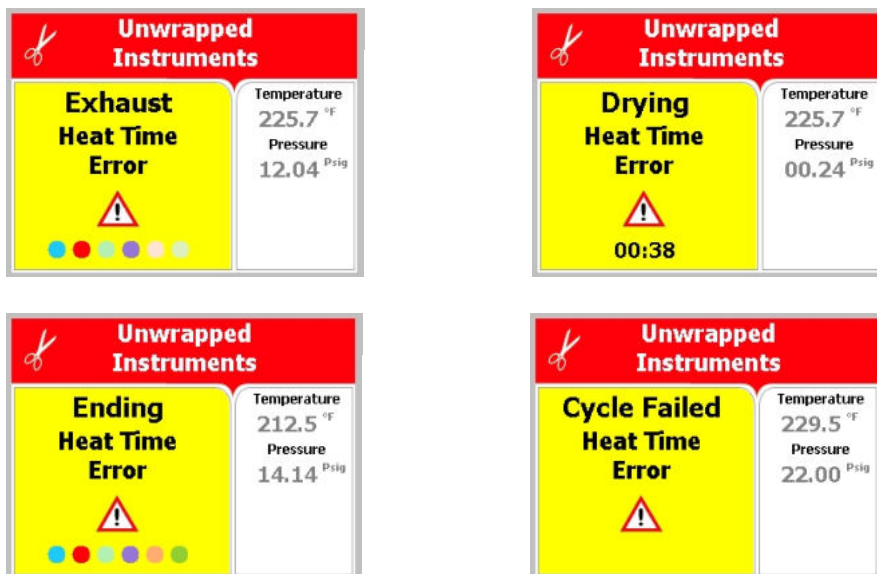 Unwrapped
Instruments
Exhaust
Heat Time
Error
Temperature
225.7 °F
Pressure
12.04 Psig
Unwrapped
Instruments
Drying
Heat Time
Error
00:38
Temperature
225.7 °F
Pressure
00.24 Psig
Unwrapped
Instruments
Ending
Heat Time
Error
Temperature
212.5 °F
Pressure
14.14 Psig
Unwrapped
Instruments
Cycle Failed
Heat Time
Error
Temperature
229.5 °F
Pressure
22.00 Psig